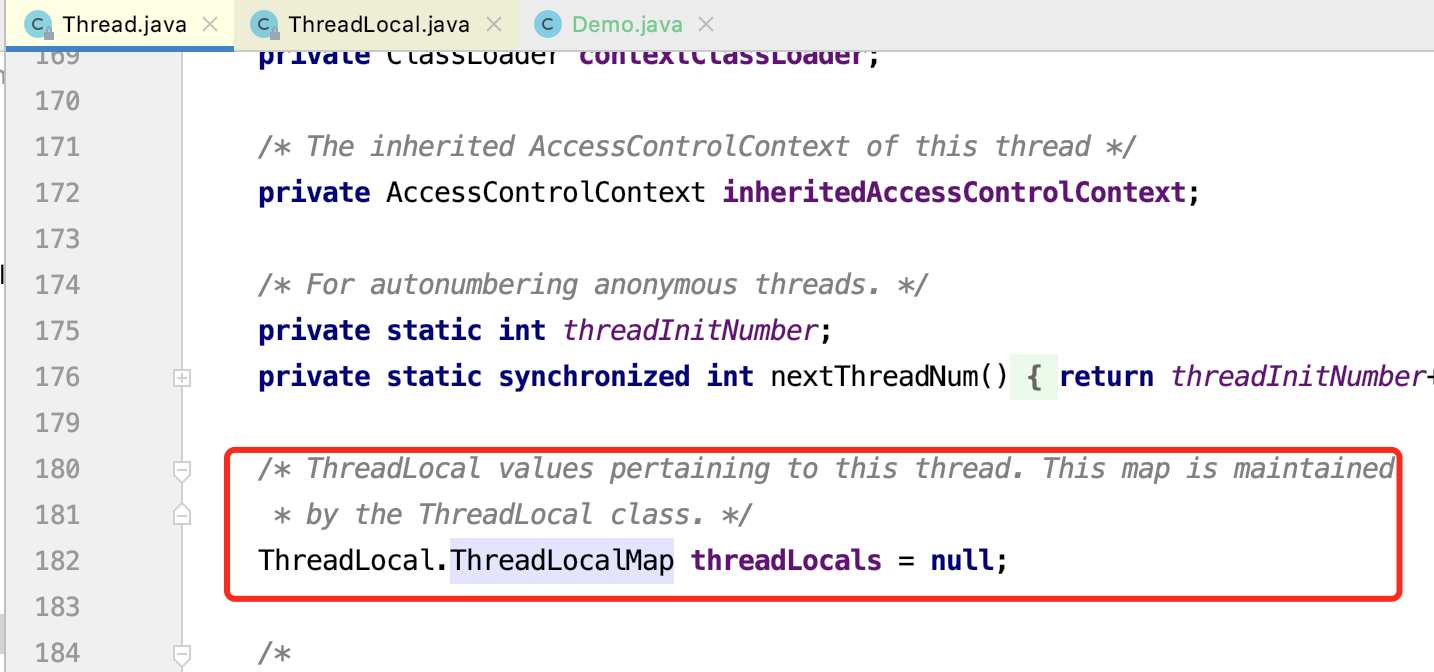 Thread.java ThreadLocal.java Demo.java
169 private ClassLoader contextClassLoader;
170
171 /* The inherited AccessControlContext of this thread */
172 private AccessControlContext inheritedAccessControlContext;
173
174 /* For autonumbering anonymous threads. */
175 private static int threadInitNumber;
176 private static synchronized int nextThreadNum() { return threadInitNumber+
179
180 /* ThreadLocal values pertaining to this thread. This map is maintained
181 * by the ThreadLocal class. */
182 ThreadLocal.ThreadLocalMap threadLocals = null;
183
184 /*